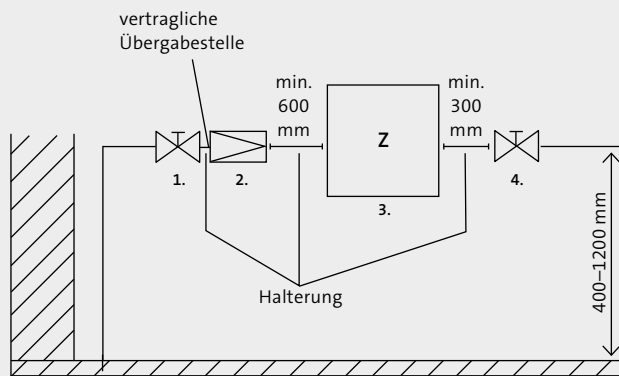 vertragliche
Übergabestelle
min.
600
mm
min.
300
mm
Z
1.
2.
3.
4.
Halterung
400–1200 mm